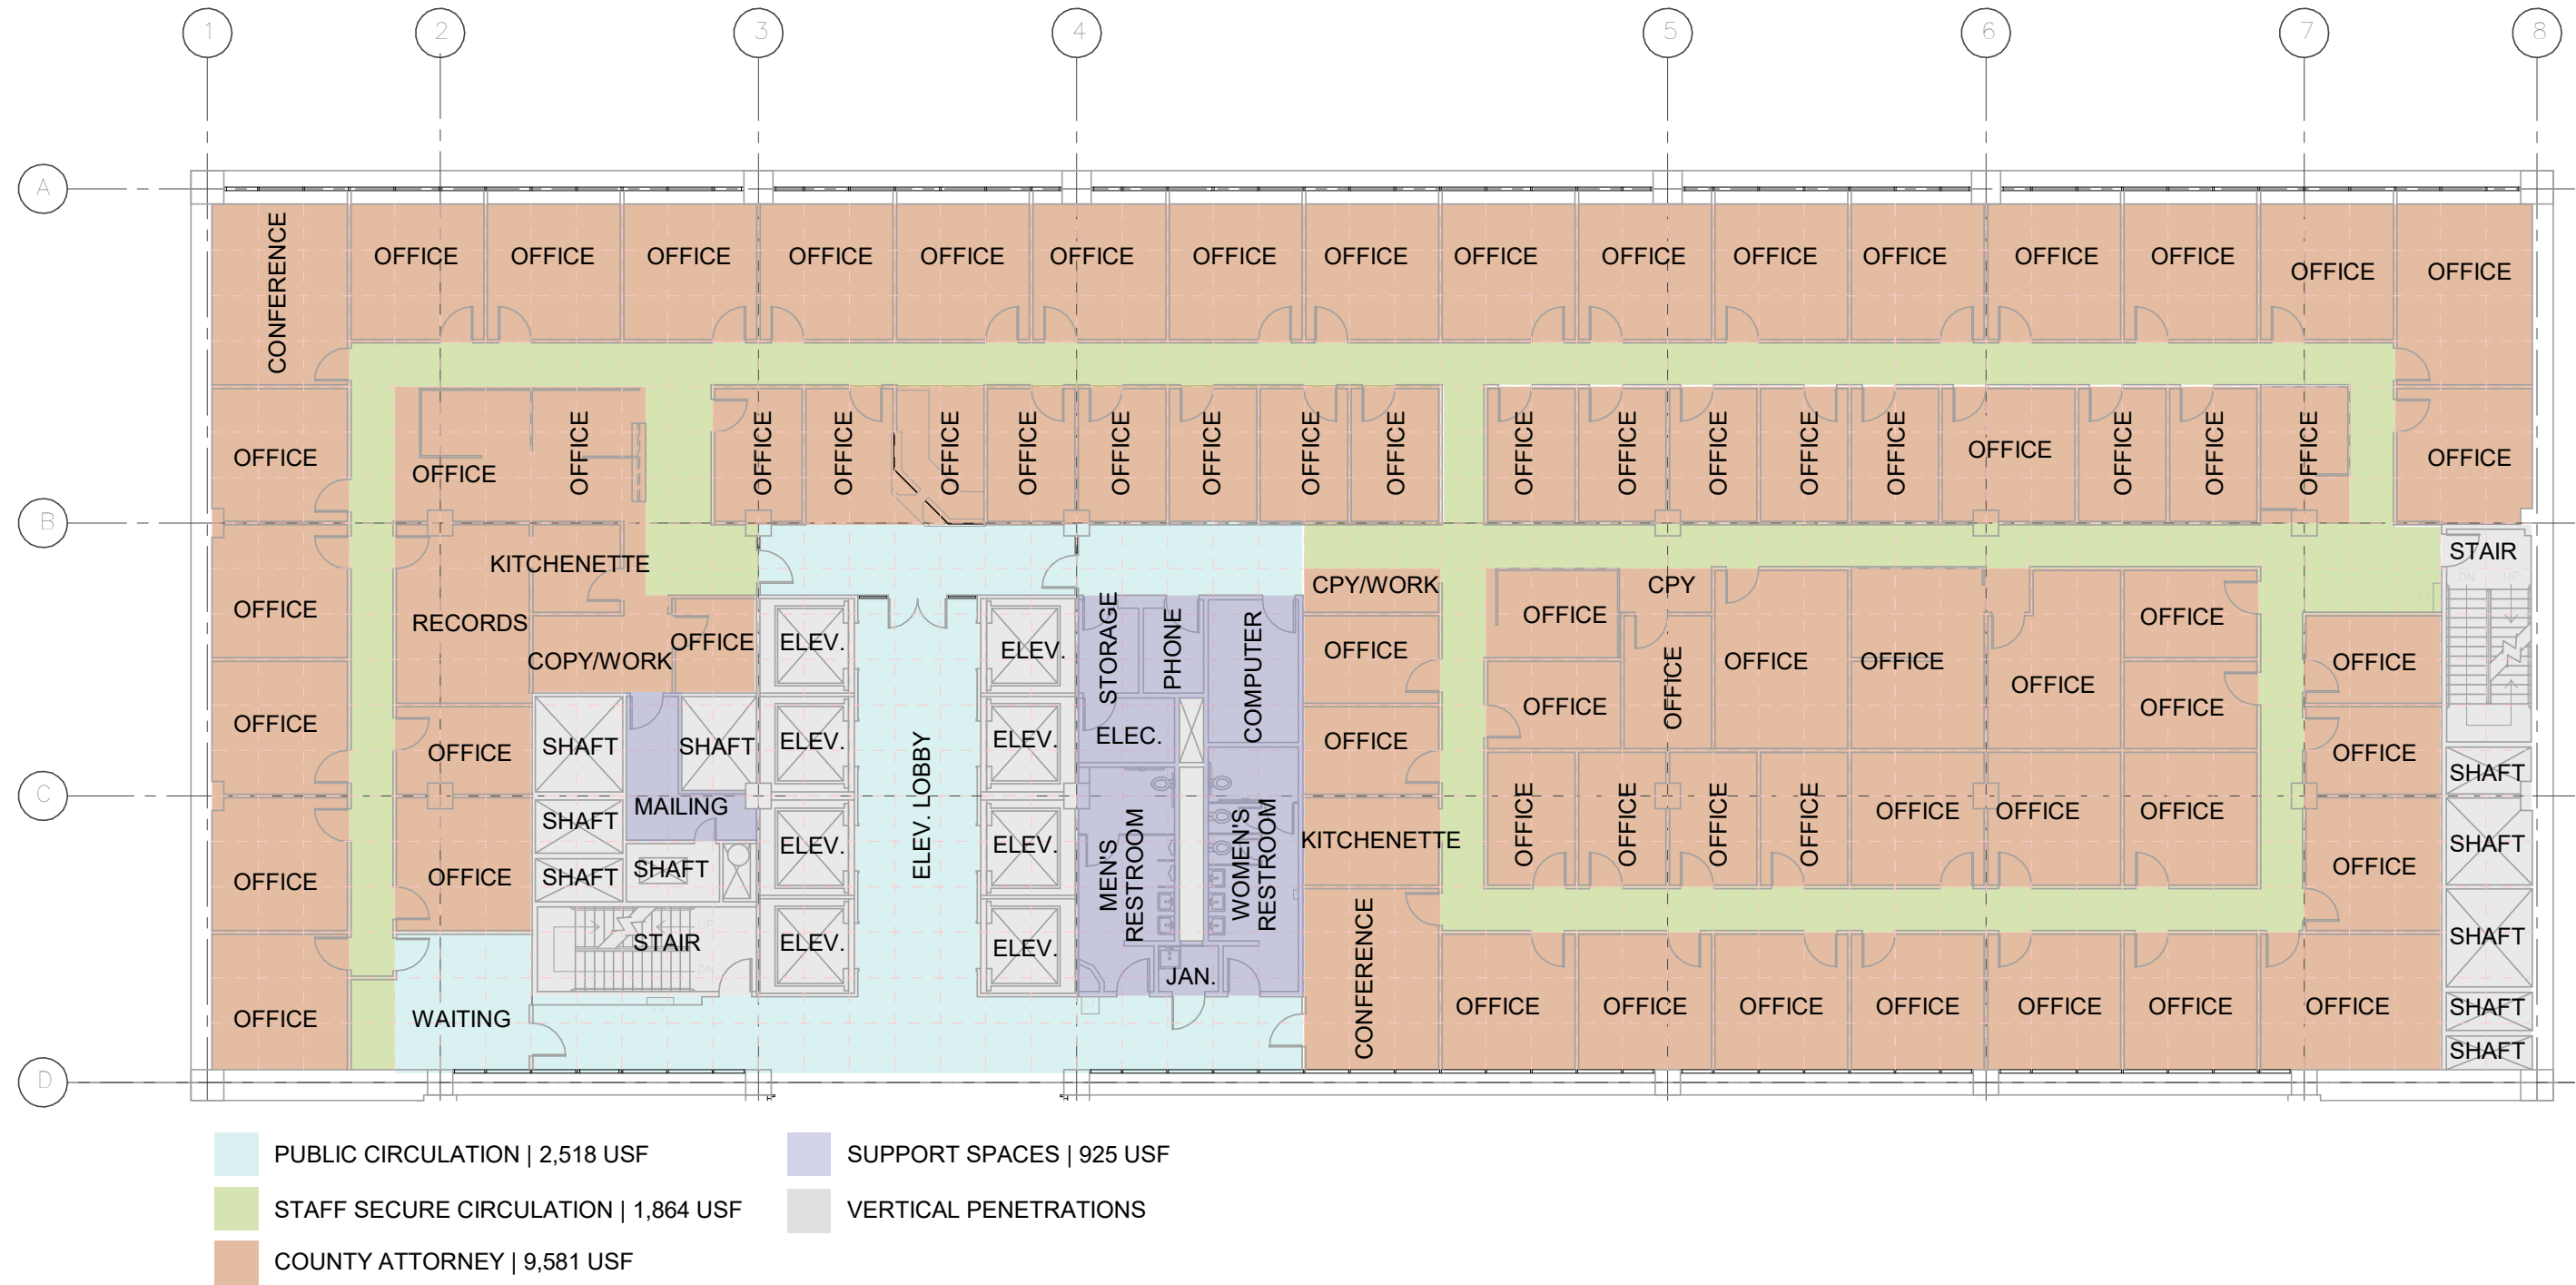 1 2 3 4 5 6 7 8
A
CONFERENCE
OFFICE OFFICE OFFICE OFFICE OFFICE OFFICE OFFICE OFFICE OFFICE OFFICE OFFICE OFFICE OFFICE OFFICE OFFICE OFFICE
OFFICE OFFICE OFFICE OFFICE OFFICE OFFICE OFFICE OFFICE OFFICE OFFICE OFFICE OFFICE OFFICE OFFICE OFFICE OFFICE OFFICE OFFICE OFFICE OFFICE OFFICE
B
STAIR
DN UP
KITCHENETTE
CPY/WORK CPY
OFFICE RECORDS
COPY/WORK OFFICE
ELEV. ELEV.
STORAGE PHONE COMPUTER
OFFICE OFFICE OFFICE OFFICE OFFICE OFFICE OFFICE OFFICE
OFFICE OFFICE SHAFT SHAFT ELEV. ELEV.
ELEC.
OFFICE OFFICE OFFICE OFFICE
SHAFT
C
MAILING
SHAFT
ELEV. LOBBY
OFFICE OFFICE OFFICE OFFICE OFFICE OFFICE OFFICE
SHAFT
ELEV. ELEV.
KITCHENETTE
OFFICE OFFICE SHAFT SHAFT
OFFICE
MEN'S
RESTROOM
WOMEN'S
RESTROOM
STAIR
UP
DN
ELEV. ELEV.
SHAFT
JAN.
CONFERENCE
OFFICE WAITING
OFFICE OFFICE OFFICE OFFICE OFFICE OFFICE OFFICE
SHAFT
SHAFT
D
PUBLIC CIRCULATION | 2,518 USF
SUPPORT SPACES | 925 USF
STAFF SECURE CIRCULATION | 1,864 USF
VERTICAL PENETRATIONS
COUNTY ATTORNEY | 9,581 USF